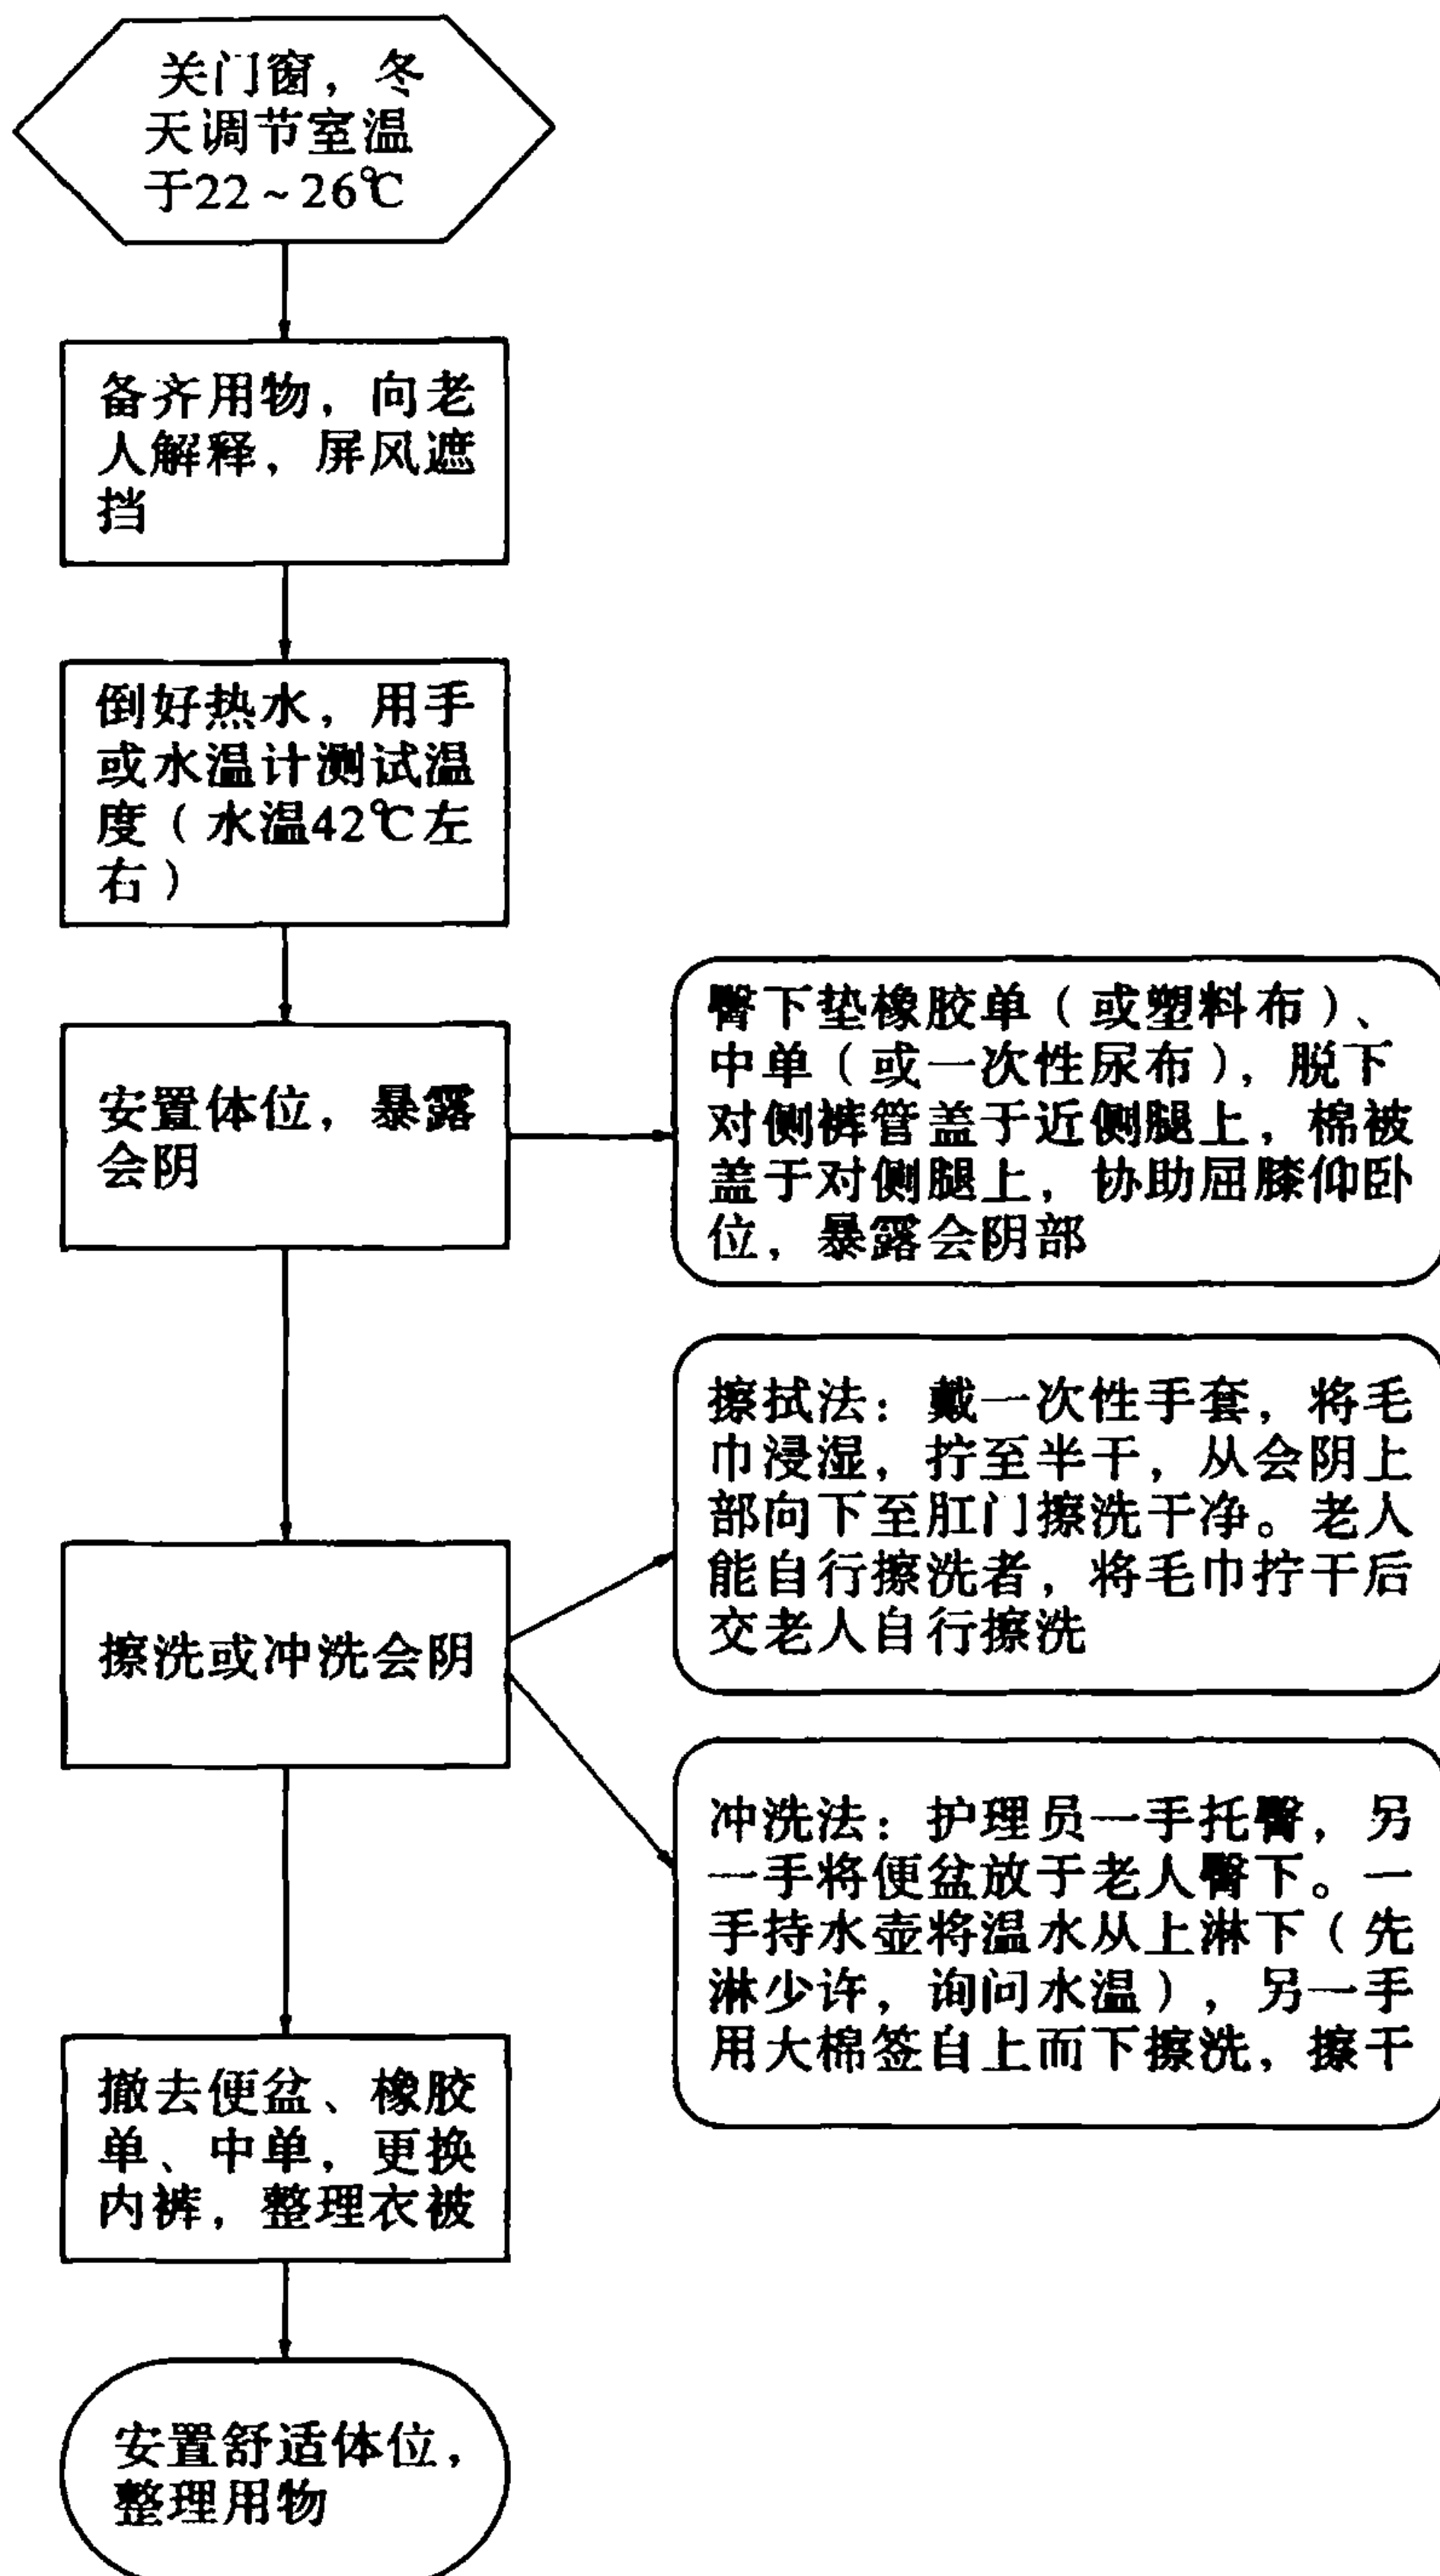 关门窗，冬
天调节室温
于22～26℃
备齐用物，向老
人解释，屏风遮
挡
倒好热水，用手
或水温计测试温
度（水温42℃左
右）
安置体位，暴露
会阴
臀下垫橡胶单（或塑料布）、
中单（或一次性尿布），脱下
对侧裤管盖于近侧腿上，棉被
盖于对侧腿上，协助屈膝仰卧
位，暴露会阴部
擦洗或冲洗会阴
擦拭法：戴一次性手套，将毛
巾浸湿，拧至半干，从会阴上
部向下至肛门擦洗干净。老人
能自行擦洗者，将毛巾拧干后
交老人自行擦洗
冲洗法：护理员一手托臀，另
一手将便盆放于老人臀下。一
手持水壶将温水从上淋下（先
淋少许，询问水温），另一手
用大棉签自上而下擦洗，擦干
撤去便盆、橡胶
单、中单，更换
内裤，整理衣被
安置舒适体位，
整理用物